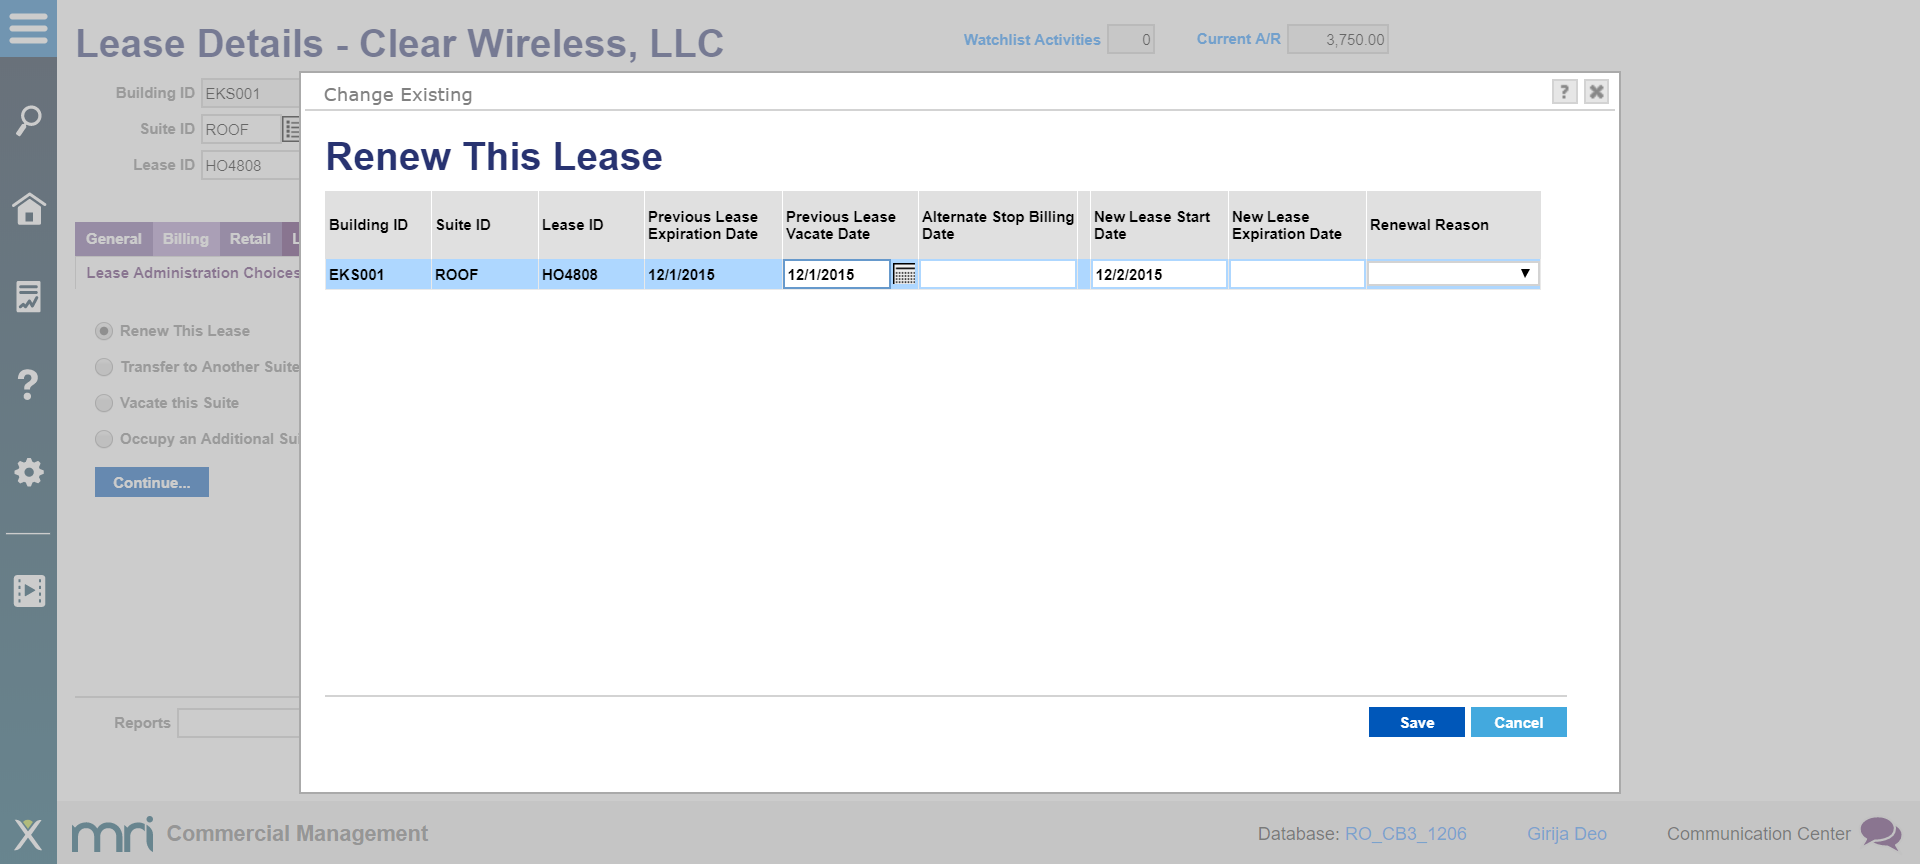 Lease Details - Clear Wireless, LLC
Watchlist Activities 0
Current A/R 3,750.00
Building ID EKS001
Suite ID ROOF
Lease ID HO4808
General Billing Retail L
Lease Administration Choices
Renew This Lease
Transfer to Another Suite
Vacate this Suite
Occupy an Additional Sui
Continue...
Reports
Change Existing
?
Renew This Lease
Building ID
Suite ID
Lease ID
Previous Lease
Expiration Date
Previous Lease
Vacate Date
Alternate Stop Billing
Date
New Lease Start
Date
New Lease
Expiration Date
Renewal Reason
EKS001 ROOF HO4808 12/1/2015 12/1/2015 12/2/2015
Save Cancel
mri Commercial Management
Database: RO_CB3_1206
Girija Deo
Communication Center